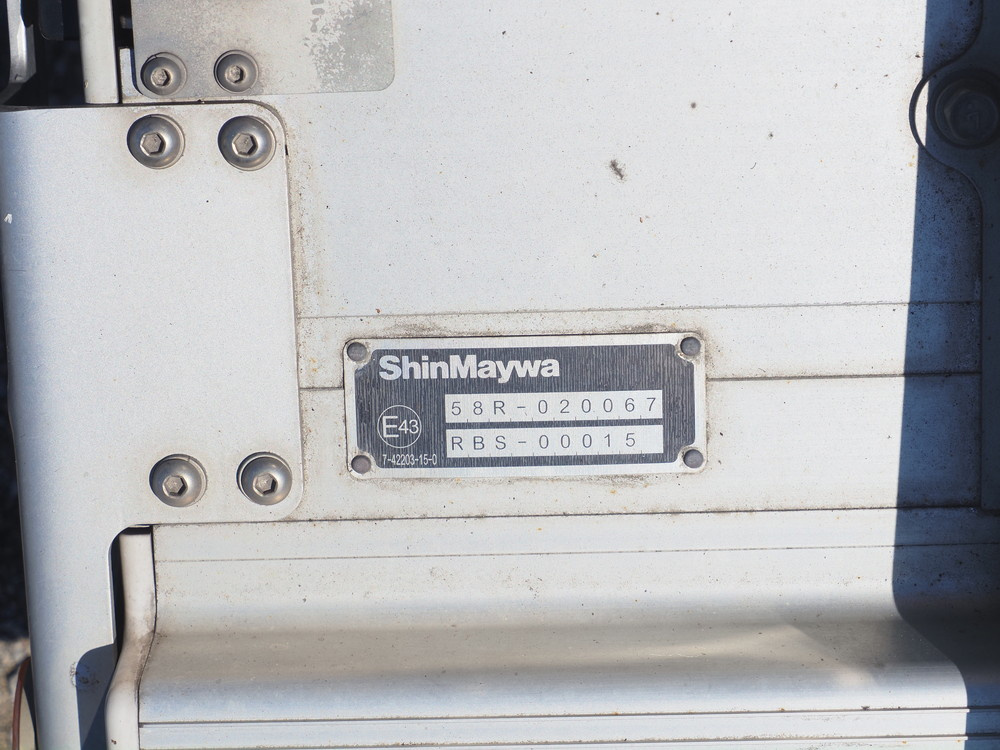 ShinMaywa
58R-020067
E43
RBS-00015
7-42203-15-0